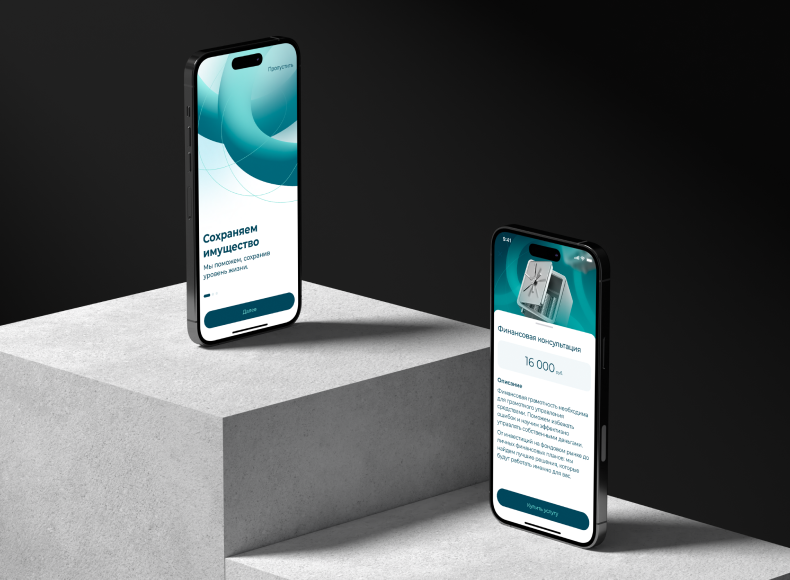 Пропустить
Сохраняем
имущество
Мы поможем, сохранив
уровень жизни.
Далее
9:41
Финансовая консультация
16 000 руб.
Описание
Финансовая грамотность необходима
для грамотного управления
средствами. Поможем избежать
ошибок и научим эффективно
управлять собственными деньгами.
От инвестиций на фондовом рынке до
личных финансовых планов: мы
найдем лучшие решения, которые
будут работать именно для вас.
Купить услугу